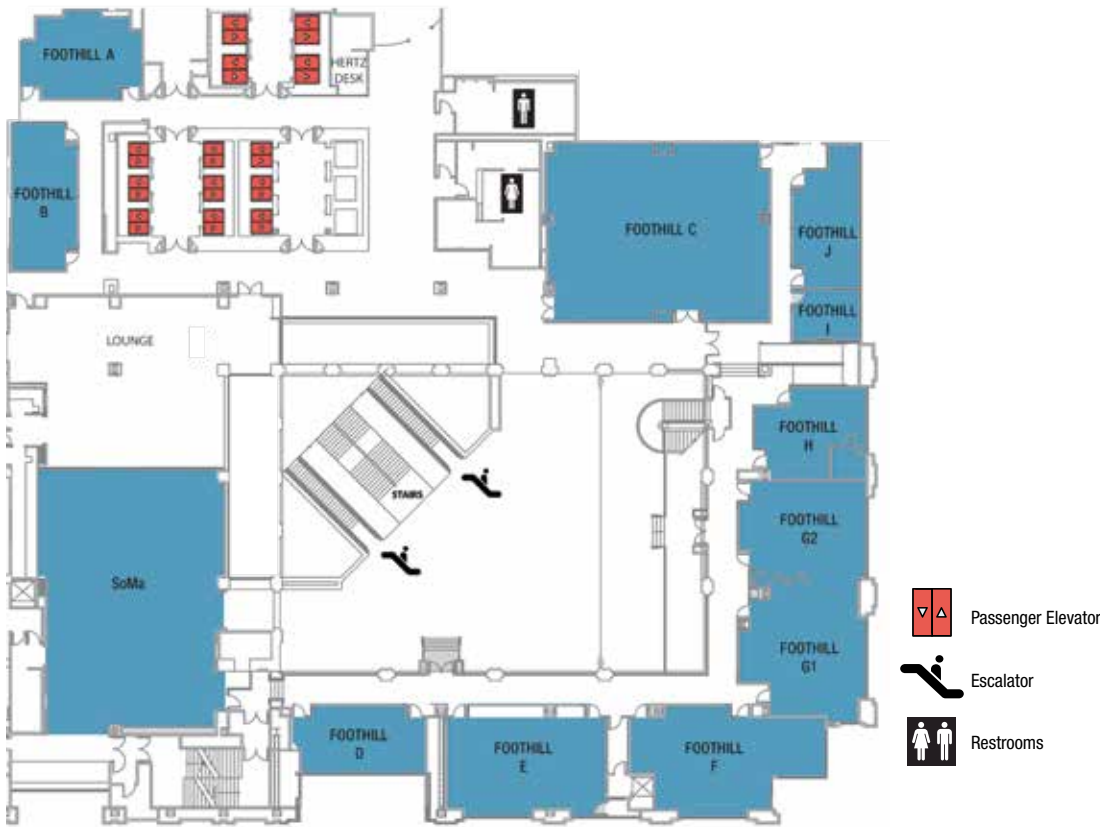 FOOTHILL A
HERTZ
DESK
FOOTHILL
B
FOOTHILL C
FOOTHILL
J
FOOTHILL
I
LOUNGE
FOOTHILL
H
STAIRS
FOOTHILL
G2
SoMa
FOOTHILL
G1
FOOTHILL
D
FOOTHILL
E
FOOTHILL
F
Passenger Elevator
Escalator
Restrooms